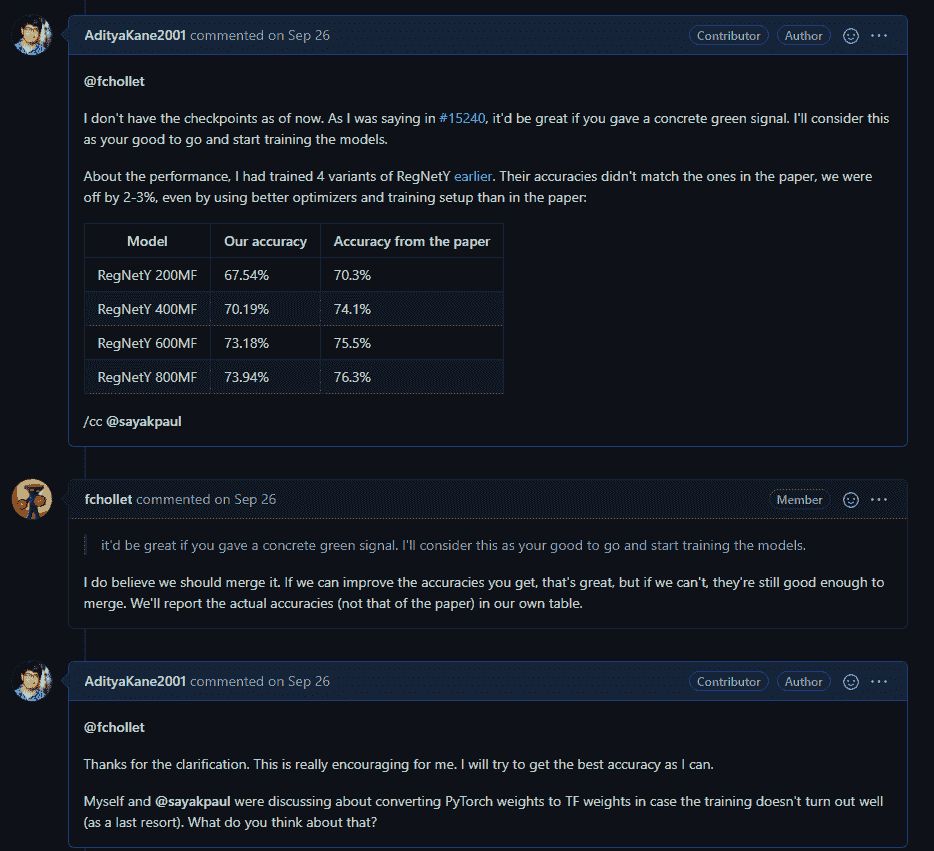 AdityaKane2001 commented on Sep 26 Contributor Author
@fchollet
I don't have the checkpoints as of now. As I was saying in #15240, it'd be great if you gave a concrete green signal. I'll consider this
as your good to go and start training the models.
About the performance, I had trained 4 variants of RegNetY earlier. Their accuracies didn't match the ones in the paper, we were
off by 2-3%, even by using better optimizers and training setup than in the paper:
Model Our accuracy Accuracy from the paper
RegNetY 200MF 67.54% 70.3%
RegNetY 400MF 70.19% 74.1%
RegNetY 600MF 73.18% 75.5%
RegNetY 800MF 73.94% 76.3%
/cc @sayakpaul
fchollet commented on Sep 26 Member
it'd be great if you gave a concrete green signal. I'll consider this as your good to go and start training the models.
I do believe we should merge it. If we can improve the accuracies you get, that's great, but if we can't, they're still good enough to
merge. We'll report the actual accuracies (not that of the paper) in our own table.
AdityaKane2001 commented on Sep 26 Contributor Author
@fchollet
Thanks for the clarification. This is really encouraging for me. I will try to get the best accuracy as I can.
Myself and @sayakpaul were discussing about converting PyTorch weights to TF weights in case the training doesn't turn out well
(as a last resort). What do you think about that?